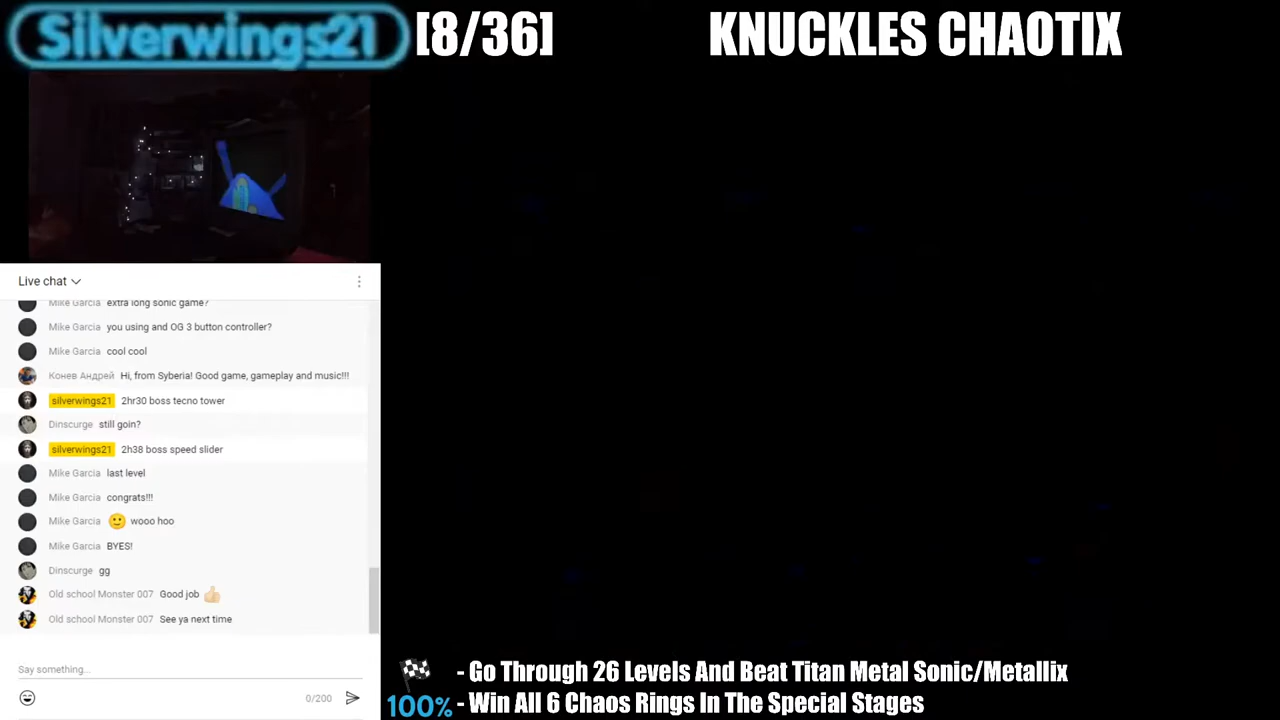 Silverwings21 [8/36] KNUCKLES CHAOTIX
Live chat
Mike Garcia extra long sonic game?
Mike Garcia you using and OG 3 button controller?
Mike Garcia cool cool
Конев Андрей Hi, from Syberia! Good game, gameplay and music!!!
silverwings21 2hr30 boss tecno tower
Dinscurge still goin?
silverwings21 2h38 boss speed slider
Mike Garcia last level
Mike Garcia congrats!!!
Mike Garcia wooo hoo
Mike Garcia BYES!
Dinscurge gg
Old school Monster 007 Good job
Old school Monster 007 See ya next time
Say something...
0/200
- Go Through 26 Levels And Beat Titan Metal Sonic/Metallix
100% - Win All 6 Chaos Rings In The Special Stages